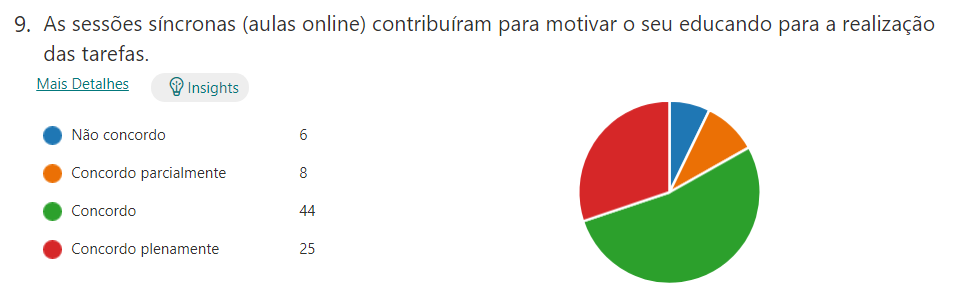 9. As sessões síncronas (aulas online) contribuíram para motivar o seu educando para a realização
das tarefas.
Mais Detalhes Insights
Não concordo 6
Concordo parcialmente 8
Concordo 44
Concordo plenamente 25